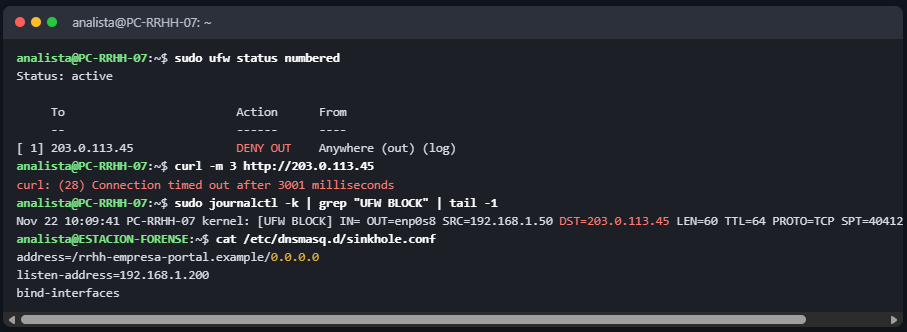 analista@PC-RRHH-07: ~
analista@PC-RRHH-07:~$ sudo ufw status numbered
Status: active
To                         Action      From
--                         ------      ----
[ 1] 203.0.113.45               DENY OUT    Anywhere (out) (log)
analista@PC-RRHH-07:~$ curl -m 3 http://203.0.113.45
curl: (28) Connection timed out after 3001 milliseconds
analista@PC-RRHH-07:~$ sudo journalctl -k | grep "UFW BLOCK" | tail -1
Nov 22 10:09:41 PC-RRHH-07 kernel: [UFW BLOCK] IN= OUT=enp0s8 SRC=192.168.1.50 DST=203.0.113.45 LEN=60 TTL=64 PROTO=TCP SPT=40412
analista@ESTACION-FORENSE:~$ cat /etc/dnsmasq.d/sinkhole.conf
address=/rrhh-empresa-portal.example/0.0.0.0
listen-address=192.168.1.200
bind-interfaces